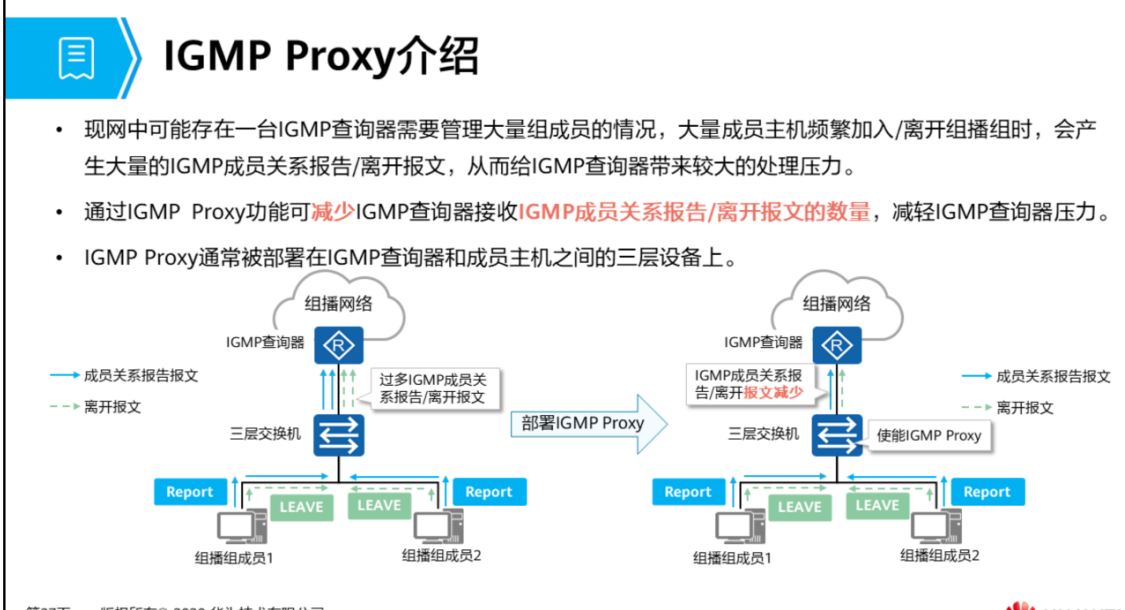 IGMP Proxy介绍
• 现网中可能存在一台IGMP查询器需要管理大量组成员的情况，大量成员主机频繁加入/离开组播组时，会产
生大量的IGMP成员关系报告/离开报文，从而给IGMP查询器带来较大的处理压力。
• 通过IGMP Proxy功能可减少IGMP查询器接收IGMP成员关系报告/离开报文的数量，减轻IGMP查询器压力。
• IGMP Proxy通常被部署在IGMP查询器和成员主机之间的三层设备上。
组播网络
IGMP查询器
R
成员关系报告报文
离开报文
过多IGMP成员关
系报告/离开报文
三层交换机
Report
LEAVE
LEAVE
Report
组播组成员1
组播组成员2
部署IGMP Proxy
组播网络
IGMP查询器
R
IGMP成员关系报
告/离开报文减少
成员关系报告报文
离开报文
三层交换机
使能IGMP Proxy
Report
LEAVE
LEAVE
Report
组播组成员1
组播组成员2